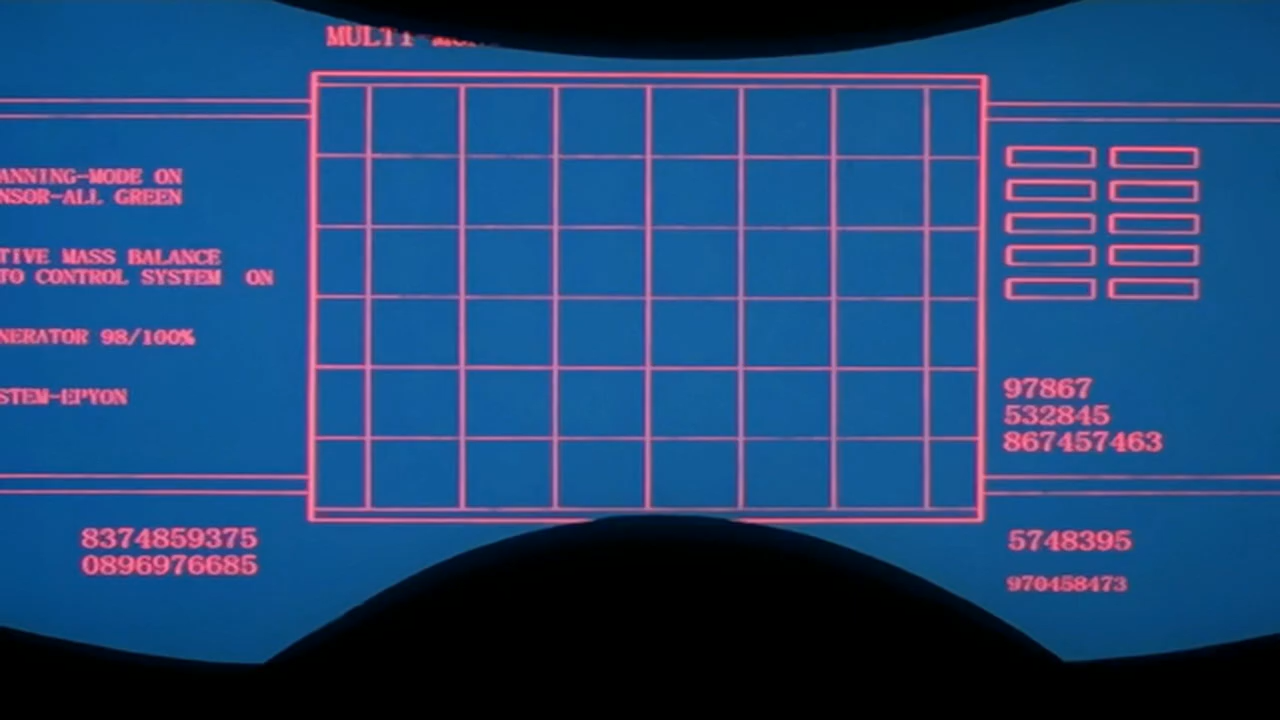 MULTI-
ANNING-MODE ON
NSOR-ALL GREEN
TIVE MASS BALANCE
TO CONTROL SYSTEM ON
NERATOR 98/100%
STEM-EPYON
97867
532845
867457463
8374859375
0896976685
5748395
970458473